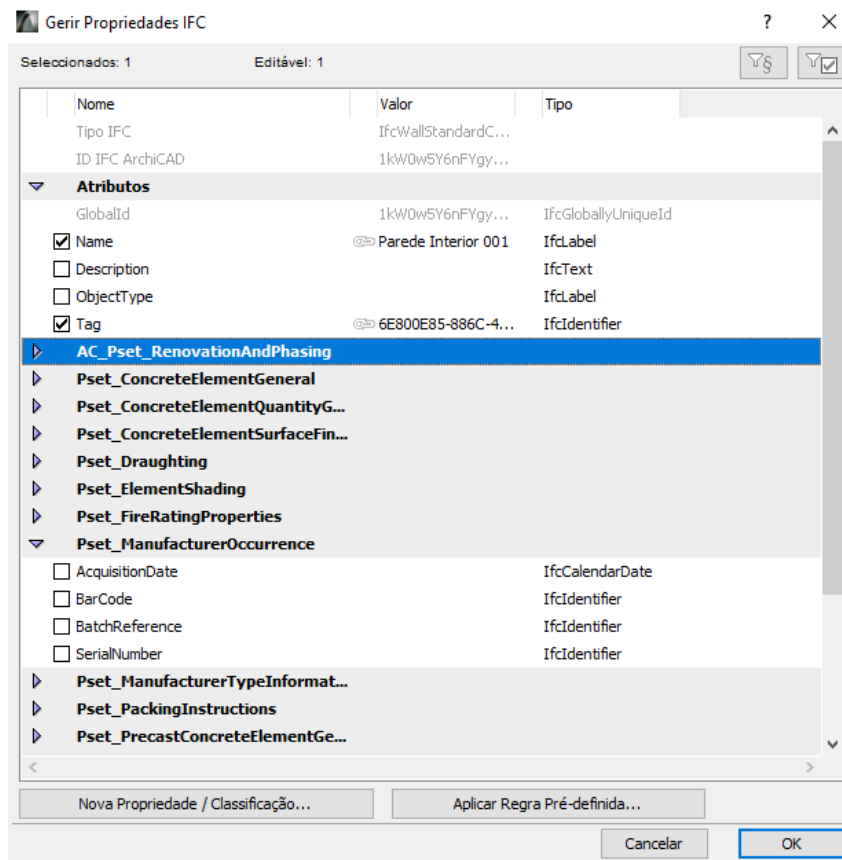 Gerir Propriedades IFC ?
Seleccionados: 1 Editável: 1 §
Nome Valor Tipo
Tipo IFC IfcWallStandardC...
ID IFC ArchiCAD 1kW0w5Y6nFYgy...
Atributos
GlobalId 1kW0w5Y6nFYgy... IfcGloballyUniqueId
Name Parede Interior 001 IfcLabel
Description IfcText
ObjectType IfcLabel
Tag 6E800E85-886C-4... IfcIdentifier
AC_Pset_RenovationAndPhasing
Pset_ConcreteElementGeneral
Pset_ConcreteElementQuantityG...
Pset_ConcreteElementSurfaceFin...
Pset_Draughting
Pset_ElementShading
Pset_FireRatingProperties
Pset_ManufacturerOccurrence
AcquisitionDate IfcCalendarDate
BarCode IfcIdentifier
BatchReference IfcIdentifier
SerialNumber IfcIdentifier
Pset_ManufacturerTypeInformat...
Pset_PackingInstructions
Pset_PrecastConcreteElementGe...
Nova Propriedade / Classificação... Aplicar Regra Pré-definida...
Cancelar OK